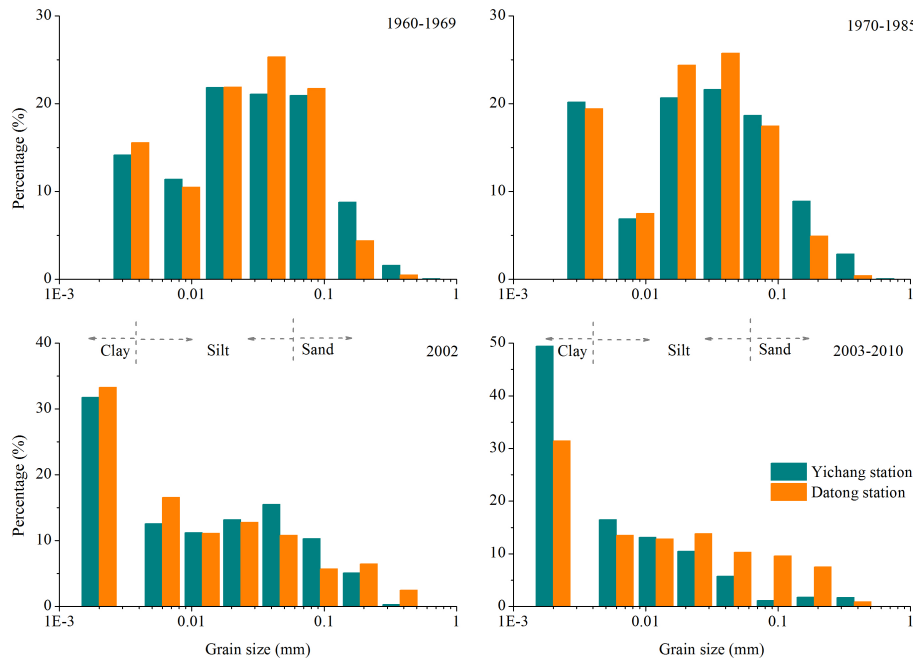 30
20
10
0
Percentage (%)
1960-1969
1E-3 0.01 0.1 1
30
20
10
0
1970-1985
1E-3 0.01 0.1 1
40
30
20
10
0
Percentage (%)
Clay Silt Sand 2002
1E-3 0.01 0.1 1
Grain size (mm)
50
40
30
20
10
0
Clay Silt Sand 2003-2010
Yichang station
Datong station
1E-3 0.01 0.1 1
Grain size (mm)